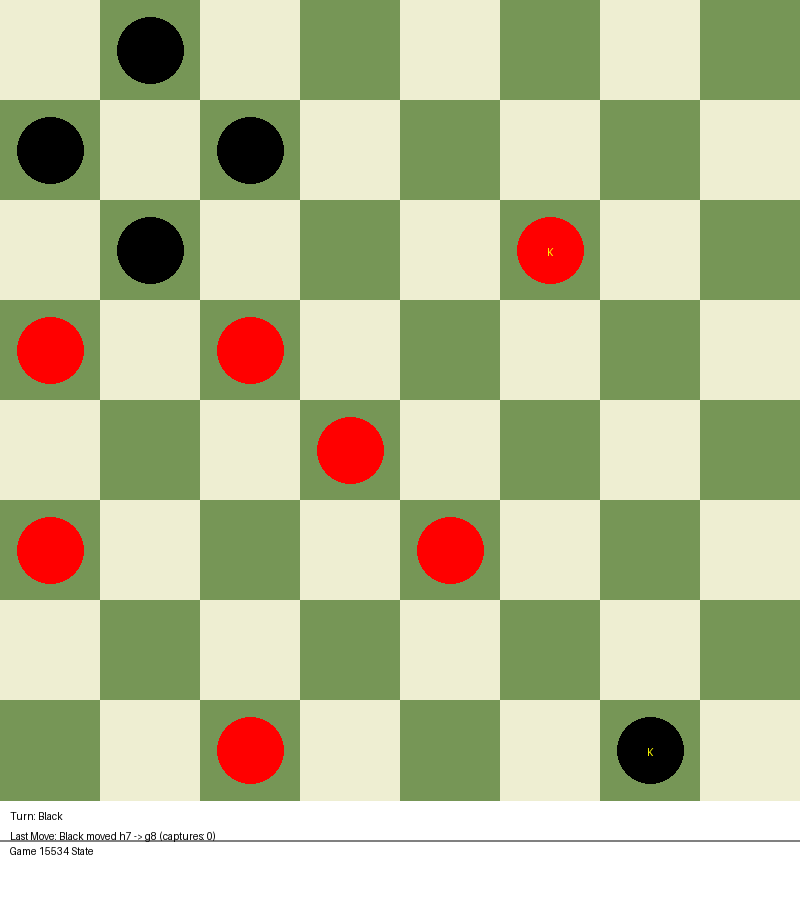 K
K
Turn: Black
Last Move: Black moved h7 -> g8 (captures: 0)
Game 15534 State